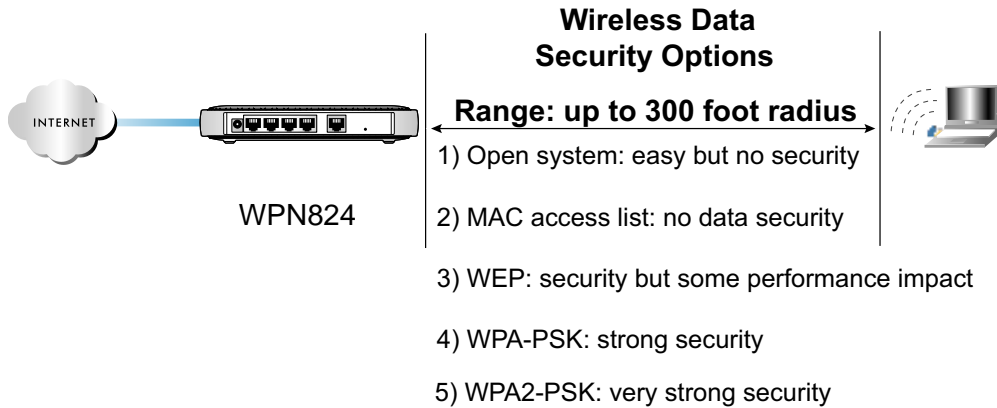 Wireless Data
Security Options
Range: up to 300 foot radius
INTERNET
1) Open system: easy but no security
WPN824
2) MAC access list: no data security
3) WEP: security but some performance impact
4) WPA-PSK: strong security
5) WPA2-PSK: very strong security